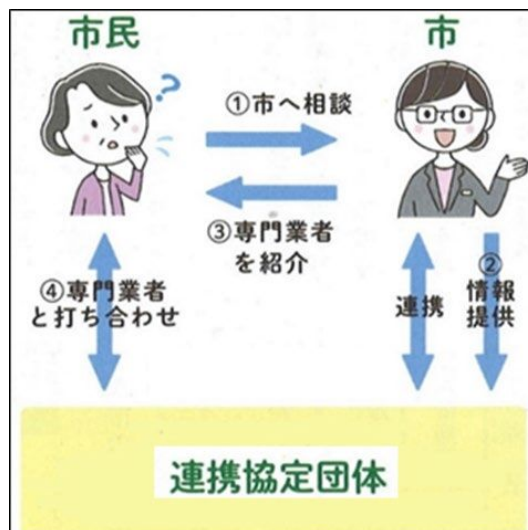 市民
市
①市へ相談
③専門業者
を紹介
④専門業者
と打ち合わせ
連携
②
情報
提供
連携協定団体